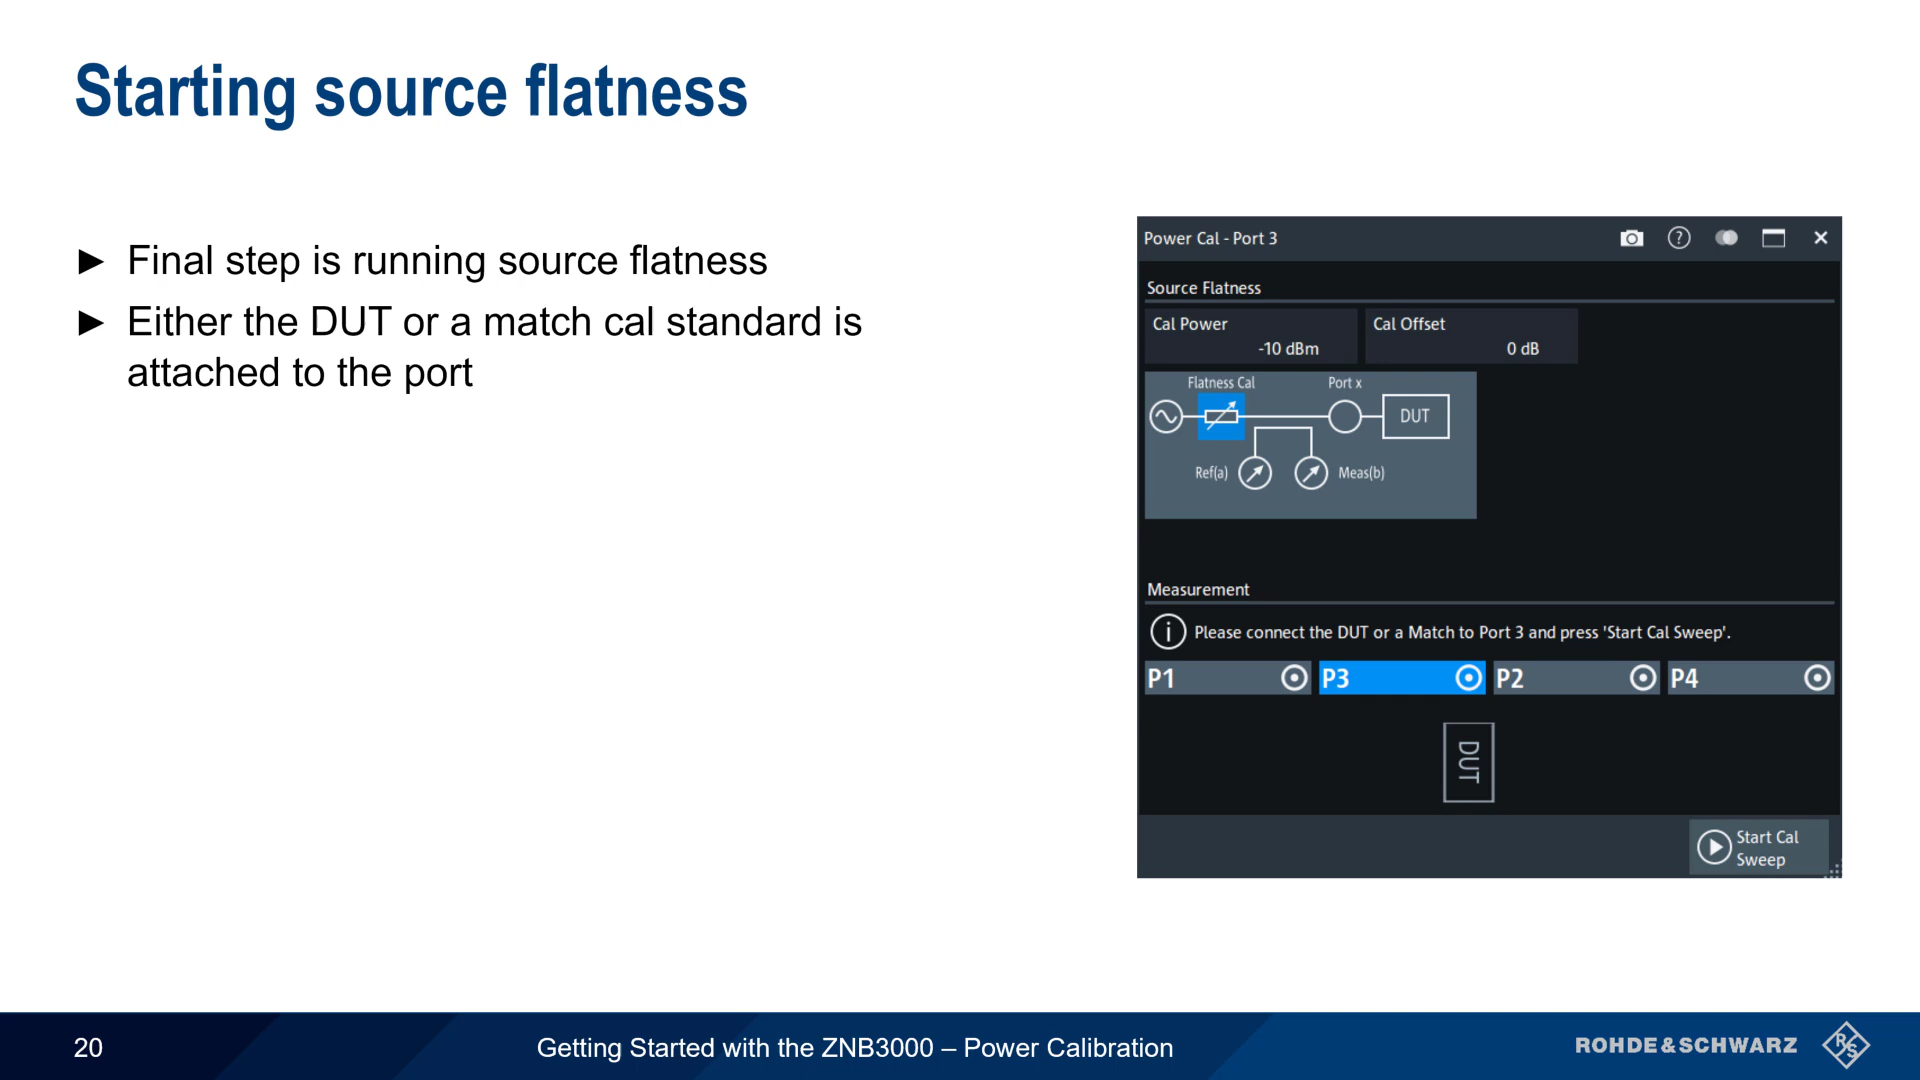 Starting source flatness
► Final step is running source flatness
► Either the DUT or a match cal standard is
attached to the port
Power Cal - Port 3
Source Flatness
Cal Power
-10 dBm
Cal Offset
0 dB
Flatness Cal
Port x
DUT
Ref(a)
Meas(b)
Measurement
Please connect the DUT or a Match to Port 3 and press 'Start Cal Sweep'.
P1 P3 P2 P4
DUT
Start Cal
Sweep
20
Getting Started with the ZNB3000 – Power Calibration
ROHDE&SCHWARZ
R&S